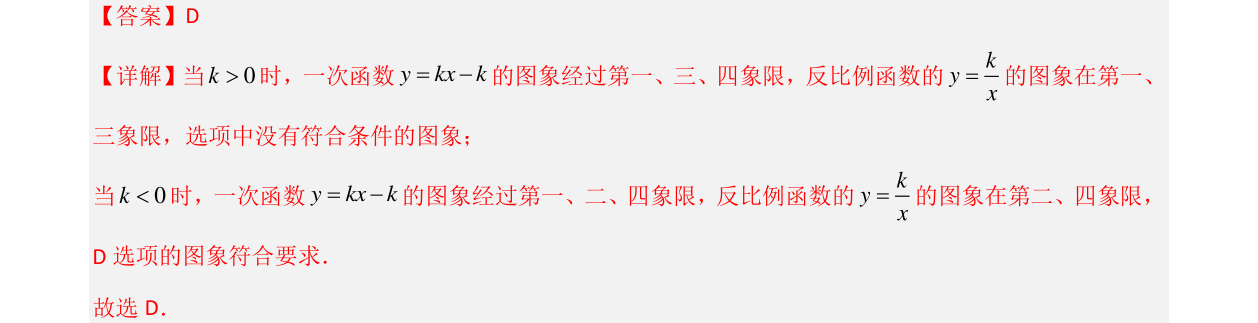 【答案】D
【详解】当k＞0时，一次函数y=kx−k的图象经过第一、三、四象限，反比例函数的y=k/x的图象在第一、
三象限，选项中没有符合条件的图象；
当k＜0时，一次函数y=kx−k的图象经过第一、二、四象限，反比例函数的y=k/x的图象在第二、四象限，
D选项的图象符合要求．
故选D．